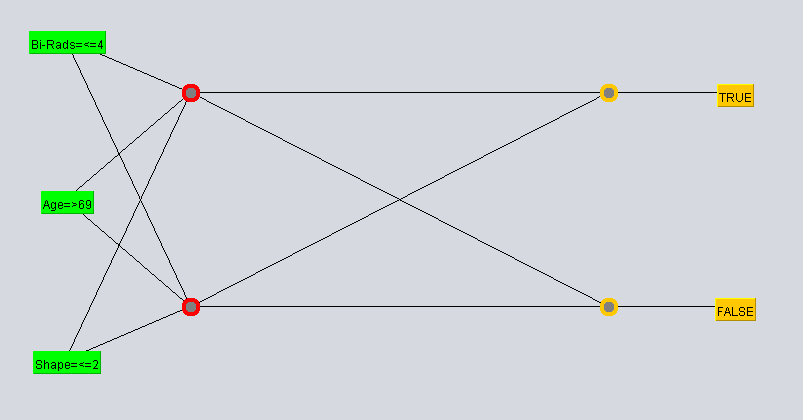 Bi-Rads=<=4
TRUE
Age=>69
FALSE
Shape=<=2